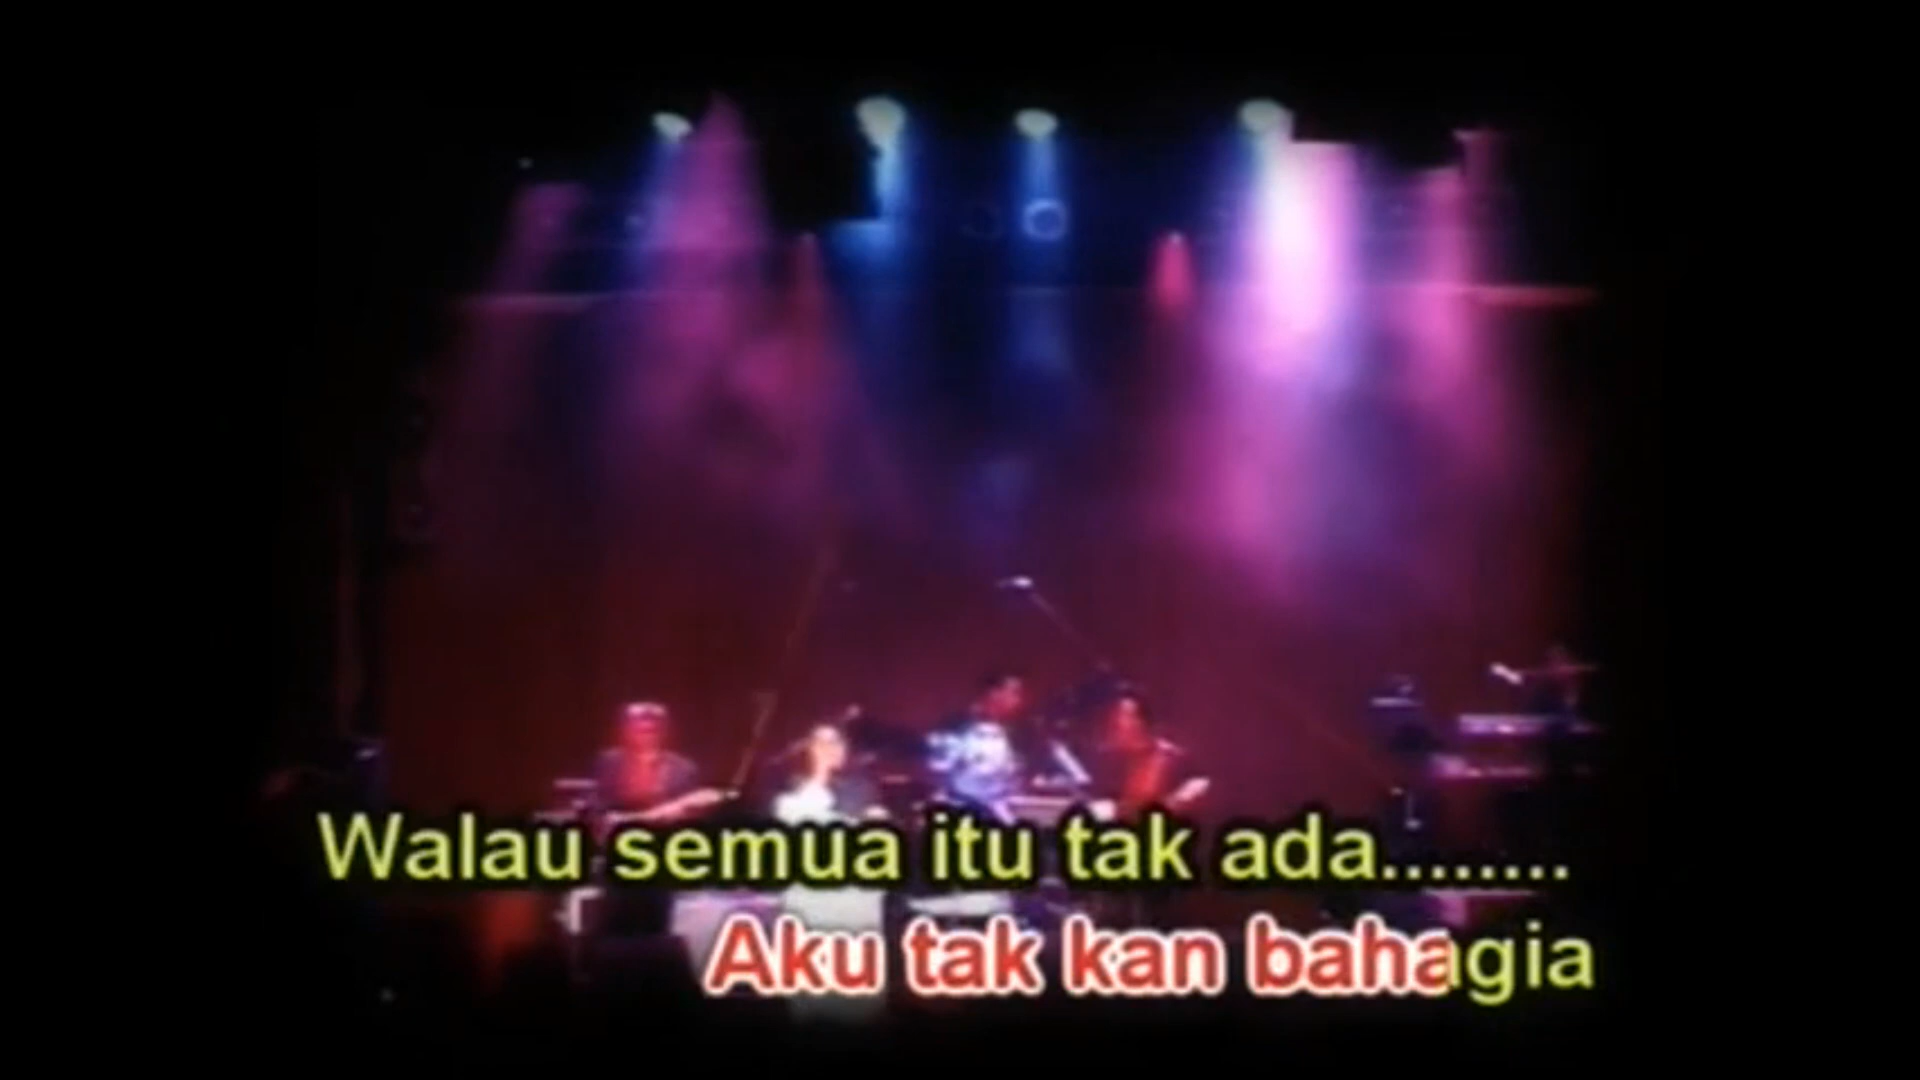 Walau semua itu tak ada........
Aku tak kan bahagia